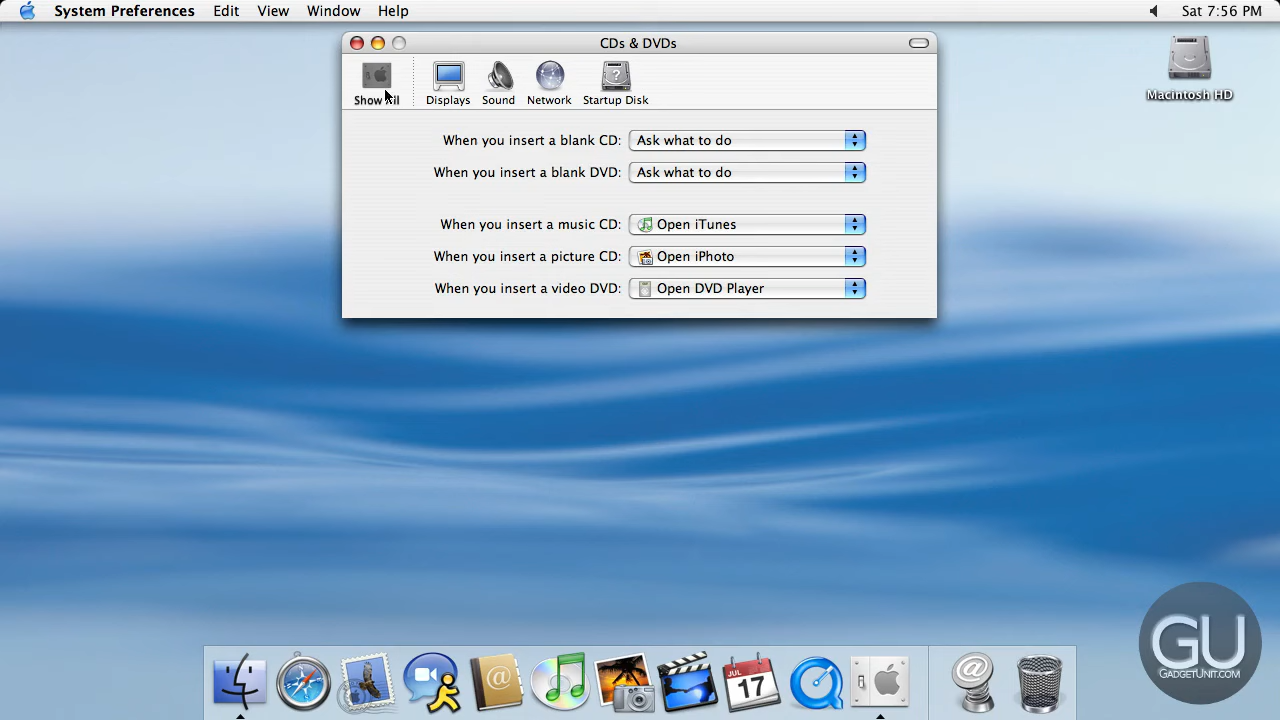 System Preferences Edit View Window Help Sat 7:56 PM
CDs & DVDs
Show All Displays Sound Network Startup Disk
Macintosh HD
When you insert a blank CD: Ask what to do
When you insert a blank DVD: Ask what to do
When you insert a music CD: Open iTunes
When you insert a picture CD: Open iPhoto
When you insert a video DVD: Open DVD Player
JUL
17
GU
GADGETUNIT.COM